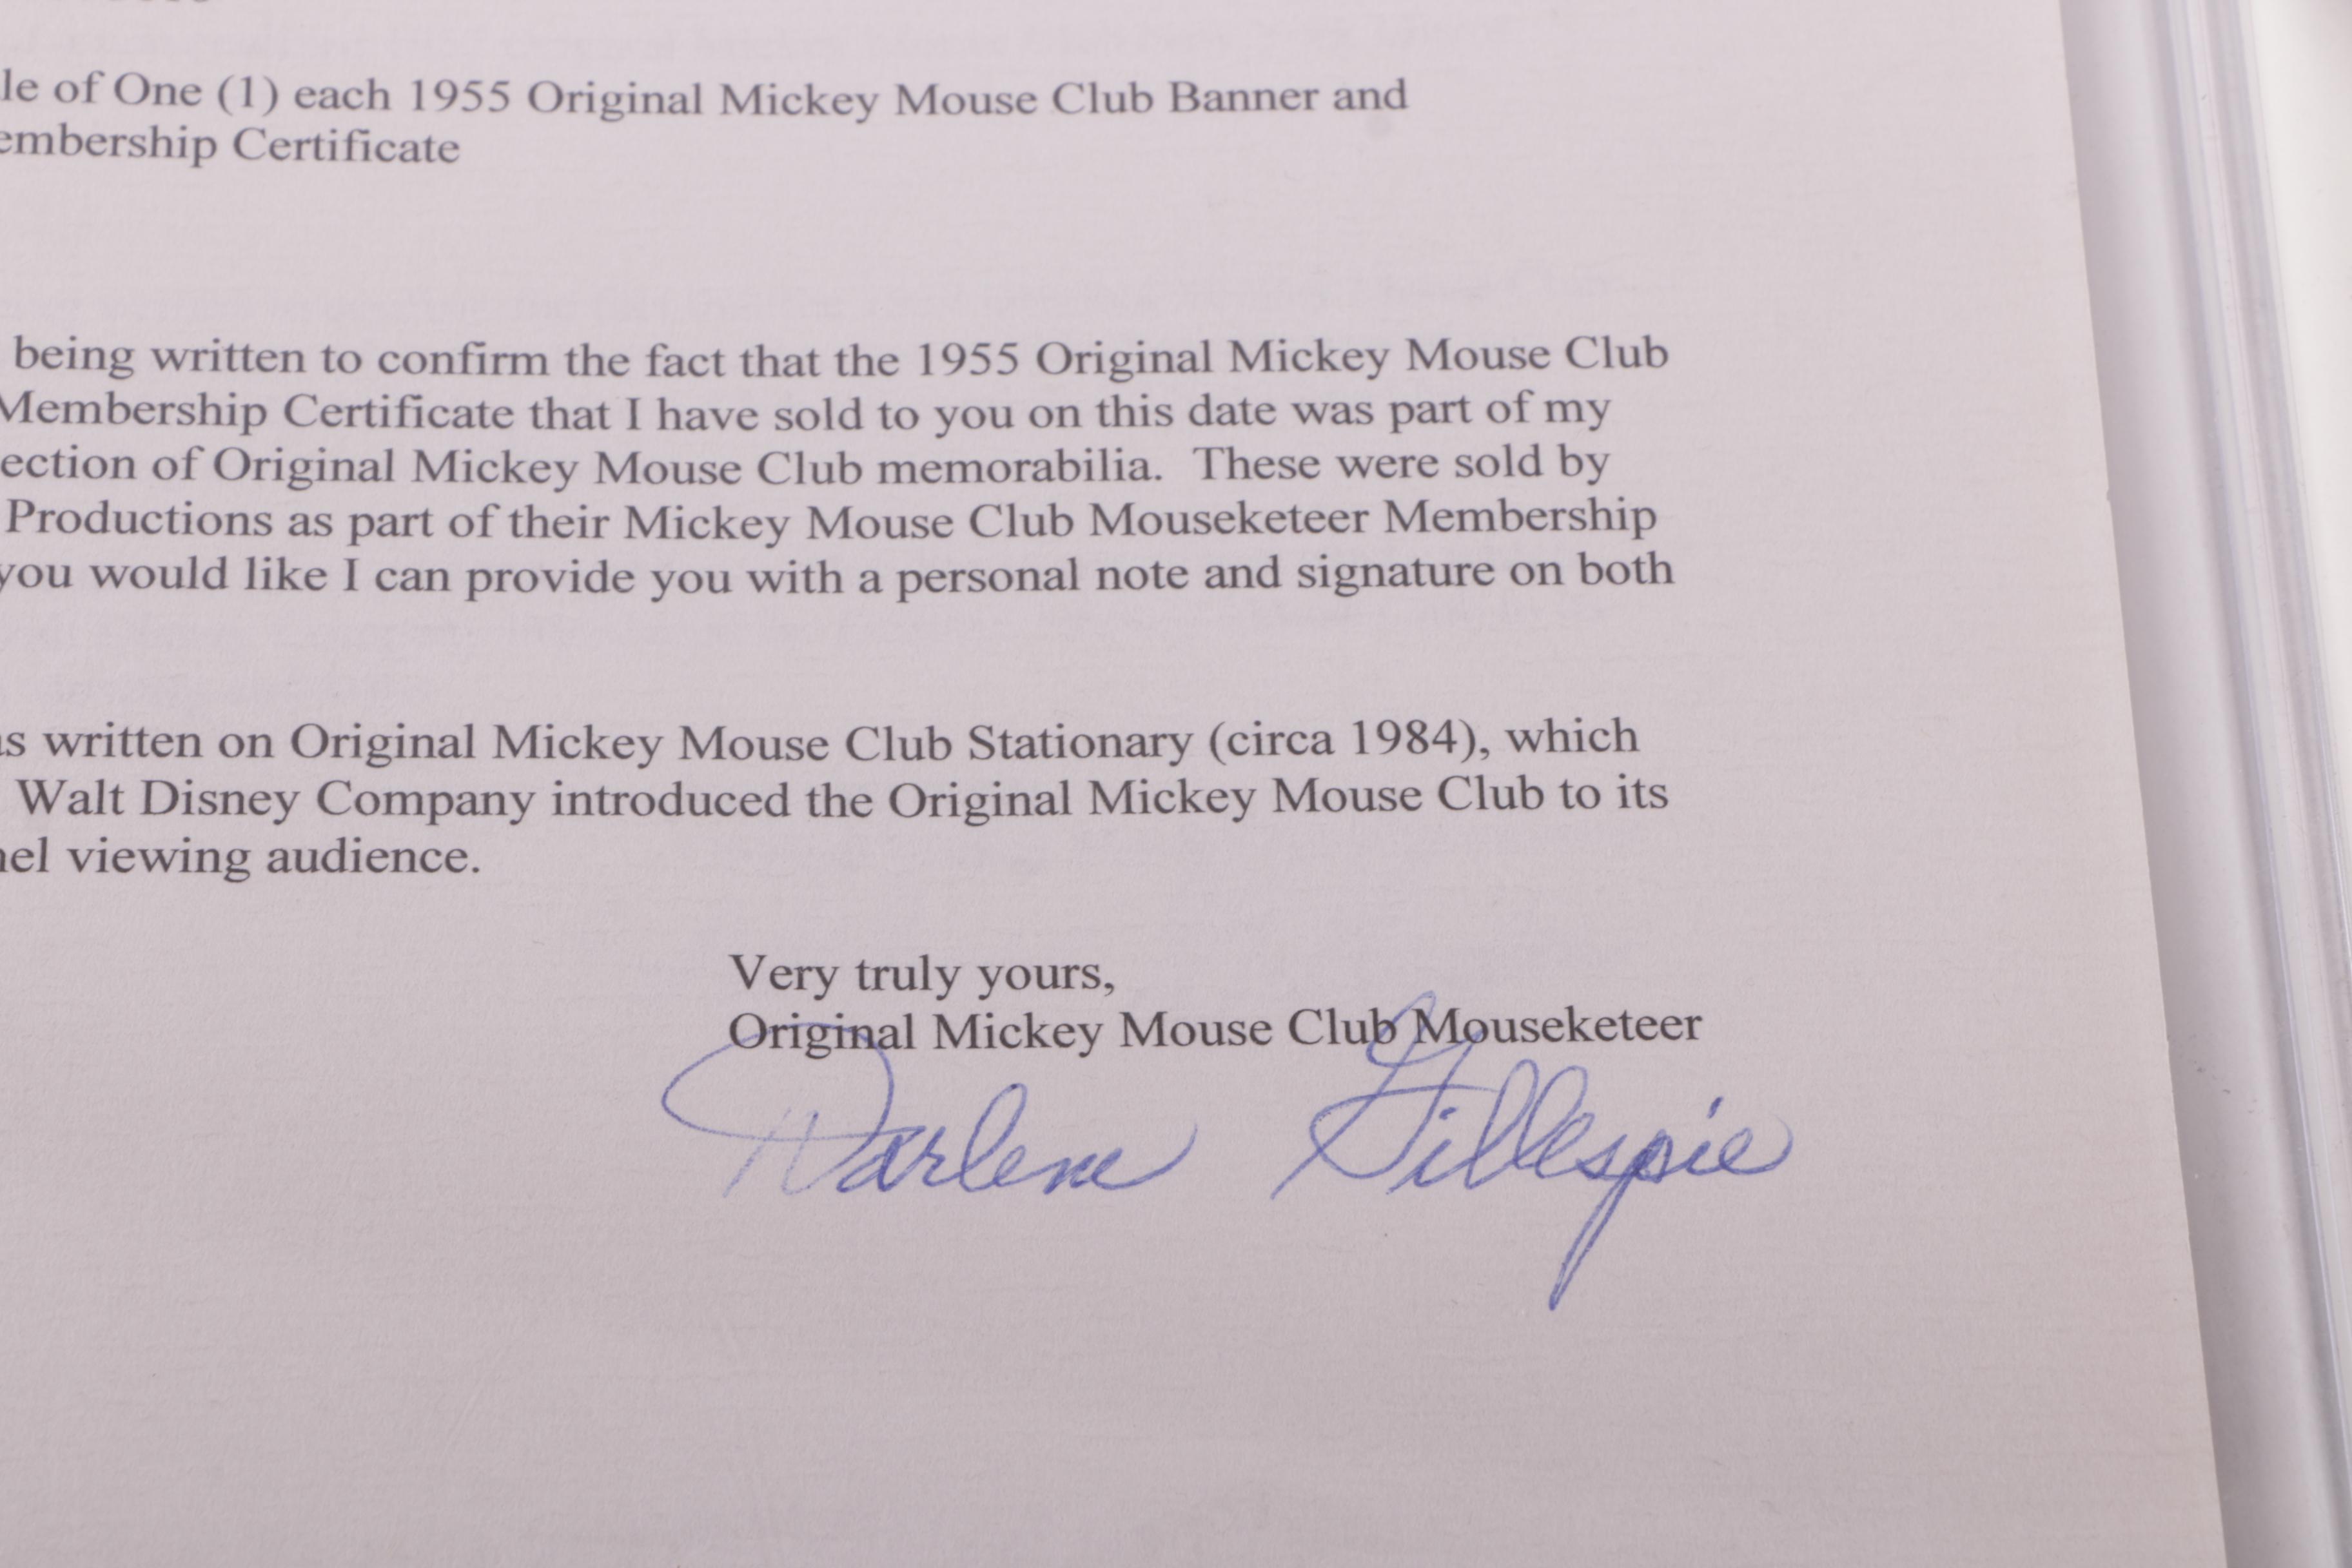 le of One (1) each 1955 Original Mickey Mouse Club Banner and
embership Certificate
being written to confirm the fact that the 1955 Original Mickey Mouse Club
Membership Certificate that I have sold to you on this date was part of my
ection of Original Mickey Mouse Club memorabilia. These were sold by
Productions as part of their Mickey Mouse Club Mouseketeer Membership
you would like I can provide you with a personal note and signature on both
as written on Original Mickey Mouse Club Stationary (circa 1984), which
Walt Disney Company introduced the Original Mickey Mouse Club to its
nel viewing audience.
Very truly yours,
Original Mickey Mouse Club Mouseketeer
Darlene Gillespie